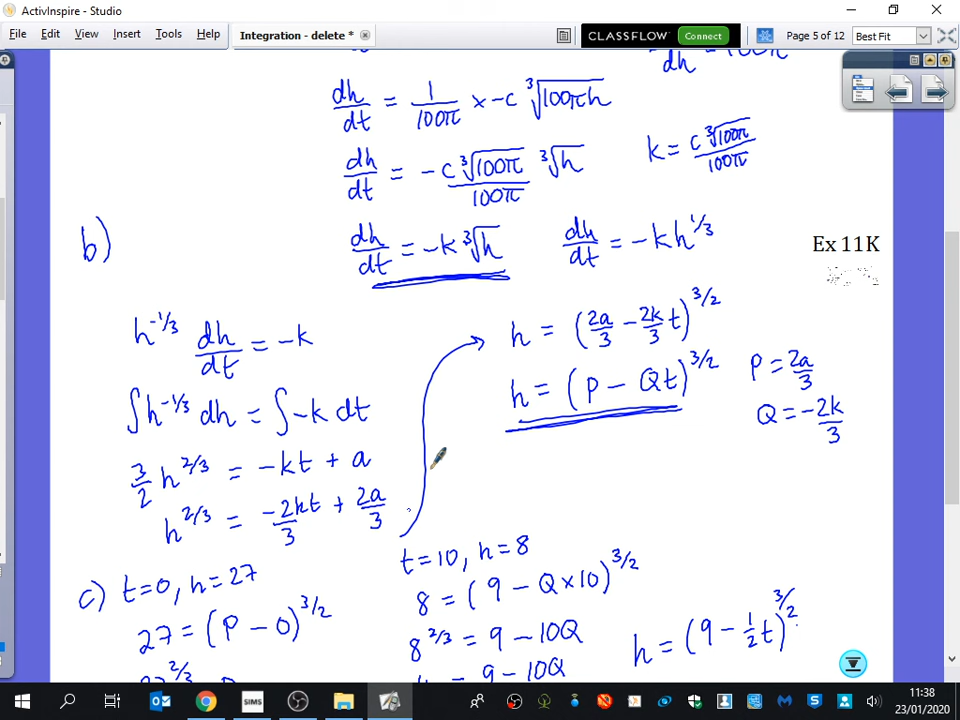 ActivInspire - Studio
File Edit View Insert Tools Help
Integration - delete *
CLASSFLOW Connect
Page 5 of 12
Best Fit
dh
dh/dt = 1/100π × -c ∛100πh
dh/dt = -c∛100π/100π ∛h
k = c∛100π/100π
b)
dh/dt = -k∛h
dh/dt = -kh^1/3
Ex 11K
h^-1/3 dh/dt = -k
∫h^-1/3 dh = ∫-k dt
3/2 h^2/3 = -kt + a
h^2/3 = -2kt/3 + 2a/3
h = (2a/3 - 2k/3 t)^3/2
h = (P - Qt)^3/2
P = 2a/3
Q = -2k/3
c) t=0, h=27
27 = (P - 0)^3/2
t=10, h=8
8 = (9 - Q×10)^3/2
8^2/3 = 9 - 10Q
9 - 10Q
h = (9 - 1/2 t)^3/2
SIMS
11:38
23/01/2020